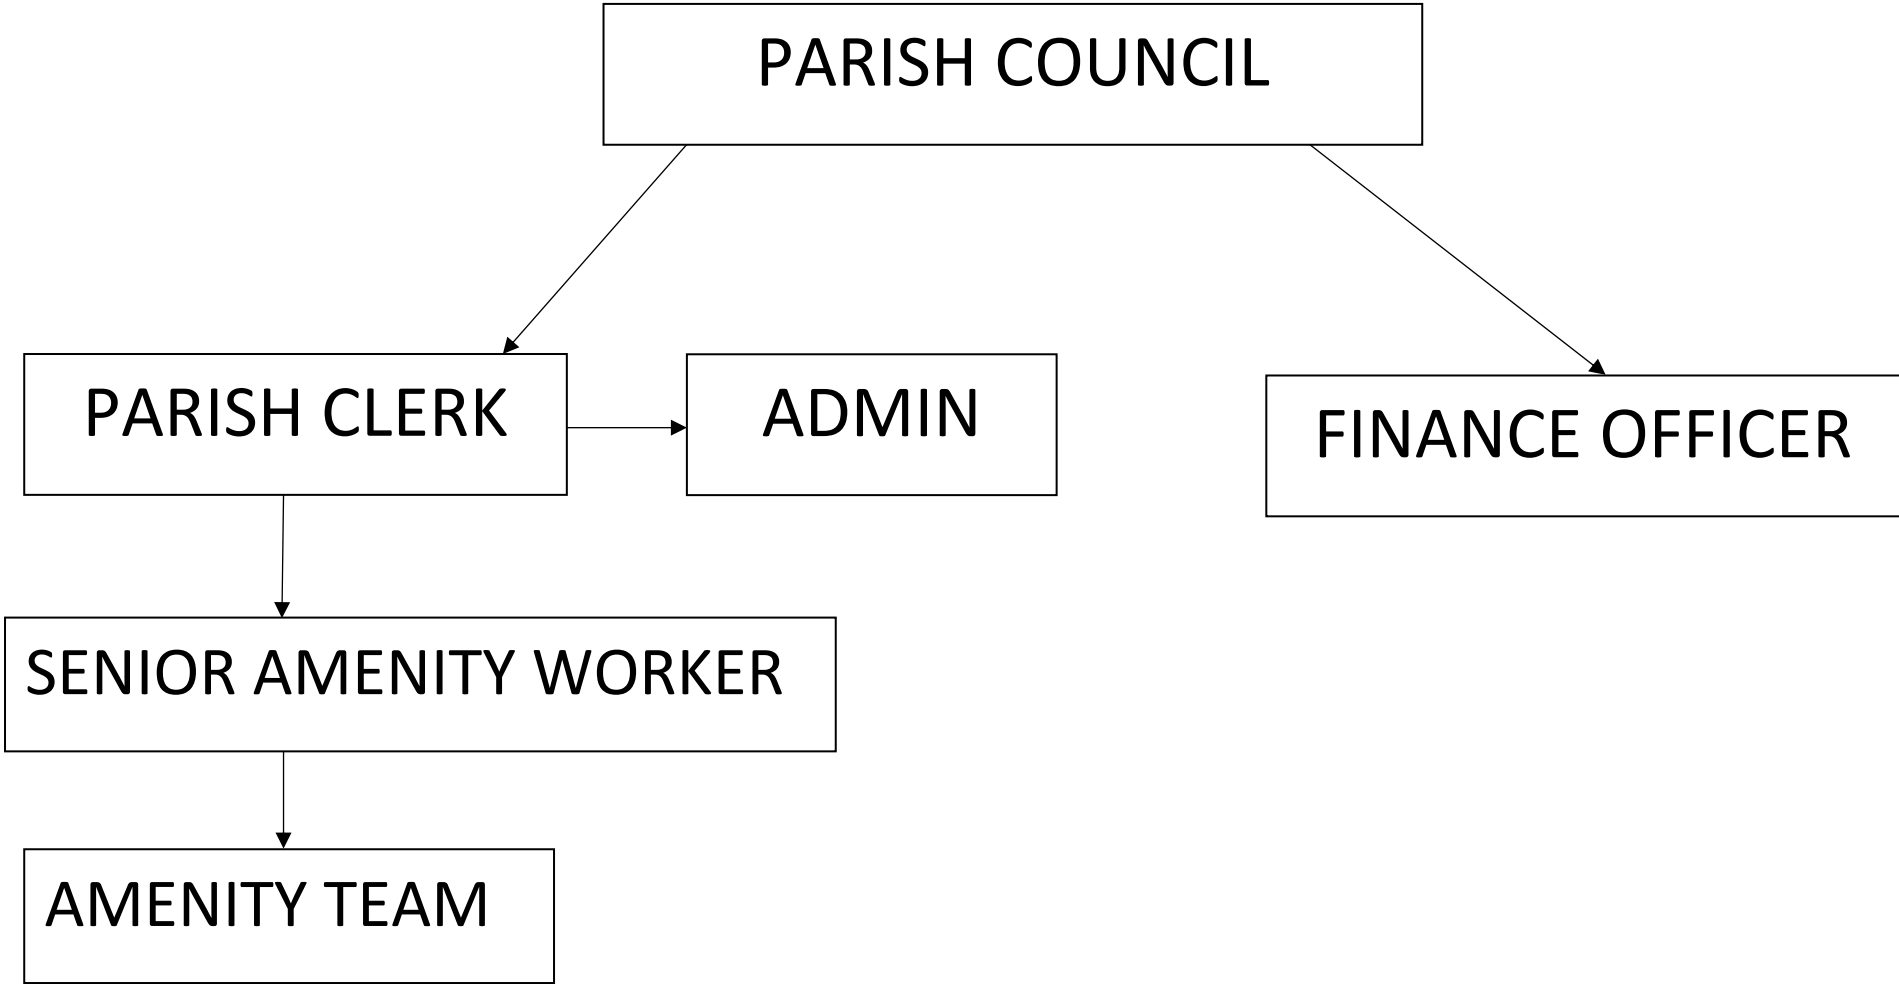 PARISH COUNCIL
PARISH CLERK
ADMIN
FINANCE OFFICER
SENIOR AMENITY WORKER
AMENITY TEAM